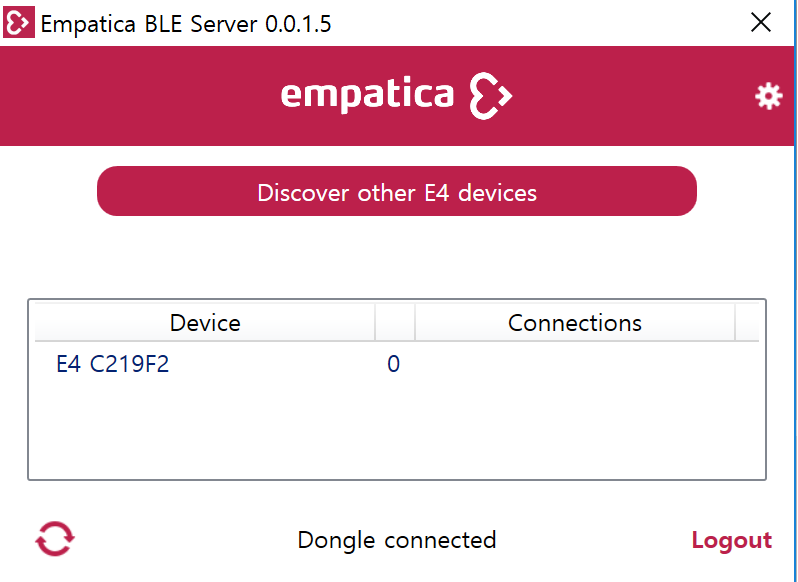 Empatica BLE Server 0.0.1.5
empatica
Discover other E4 devices
Device Connections
E4 C219F2 0
Dongle connected Logout